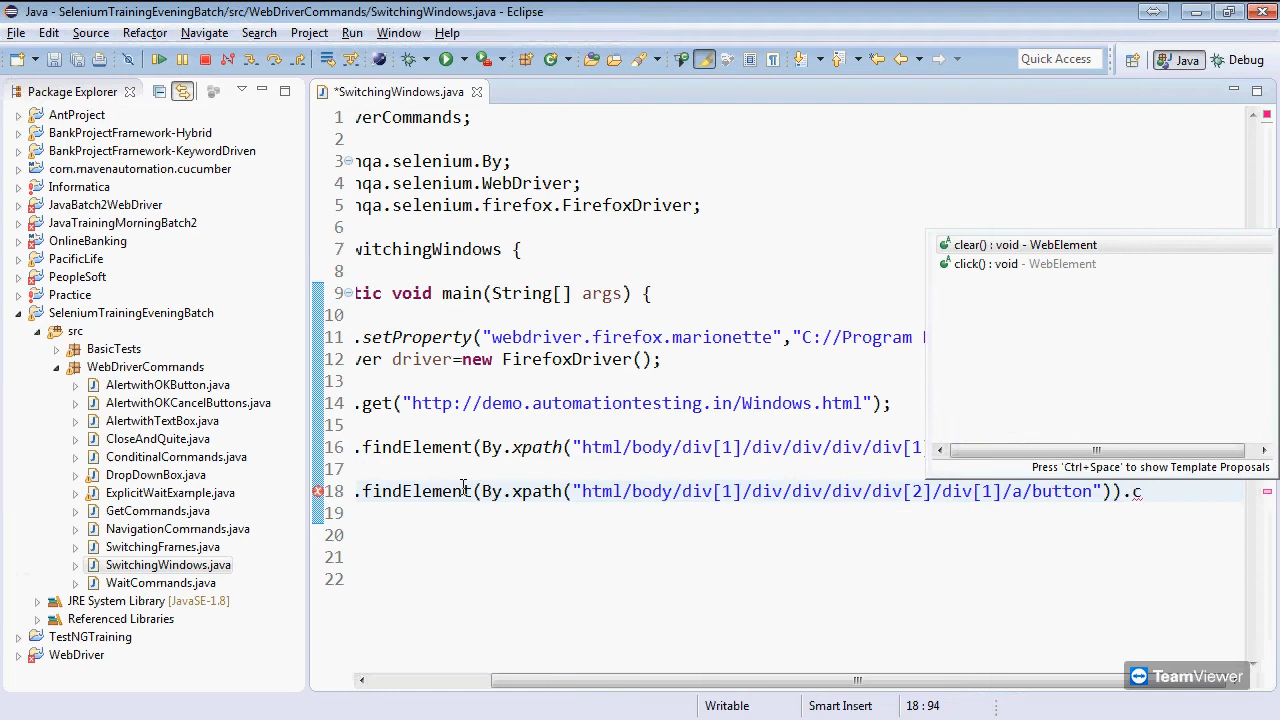 Java - SeleniumTrainingEveningBatch/src/WebDriverCommands/SwitchingWindows.java - Eclipse
File Edit Source Refactor Navigate Search Project Run Window Help
Quick Access Java Debug
Package Explorer
*SwitchingWindows.java
AntProject
BankProjectFramework-Hybrid
BankProjectFramework-KeywordDriven
com.mavenautomation.cucumber
Informatica
JavaBatch2WebDriver
JavaTrainingMorningBatch2
OnlineBanking
PacificLife
PeopleSoft
Practice
SeleniumTrainingEveningBatch
src
BasicTests
WebDriverCommands
AlertwithOKButton.java
AlertwithOKCancelButtons.java
AlertwithTextBox.java
CloseAndQuite.java
ConditinalCommands.java
DropDownBox.java
ExplicitWaitExample.java
GetCommands.java
NavigationCommands.java
SwitchingFrames.java
SwitchingWindows.java
WaitCommands.java
JRE System Library [JavaSE-1.8]
Referenced Libraries
TestNGTraining
WebDriver
1 verCommands;
2
3 nqa.selenium.By;
4 nqa.selenium.WebDriver;
5 nqa.selenium.firefox.FirefoxDriver;
6
7 witchingWindows {
8
9 tic void main(String[] args) {
10
11 .setProperty("webdriver.firefox.marionette","C://Program
12 ver driver=new FirefoxDriver();
13
14 .get("http://demo.automationtesting.in/Windows.html");
15
16 .findElement(By.xpath("html/body/div[1]/div/div/div/div[1]
17
18 .findElement(By.xpath("html/body/div[1]/div/div/div/div[2]/div[1]/a/button")).c
19
20
21
22
clear() : void - WebElement
click() : void - WebElement
Press 'Ctrl+Space' to show Template Proposals
TeamViewer
Writable Smart Insert 18 : 94